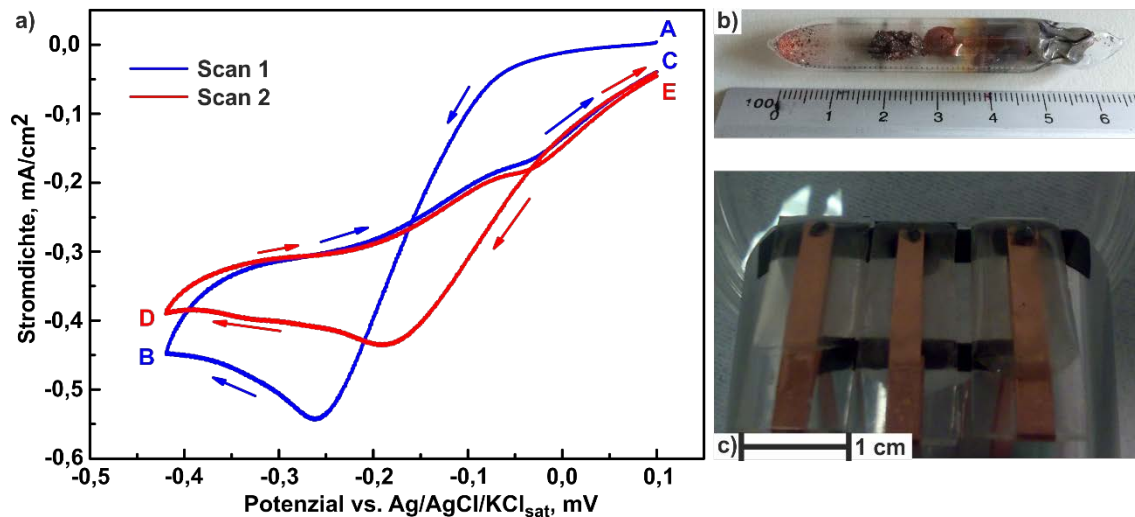 a)
Scan 1
Scan 2
A
C
E
D
B
0,0
-0,1
-0,2
-0,3
-0,4
-0,5
-0,6
Stromdichte, mA/cm2
-0,5
-0,4
-0,3
-0,2
-0,1
0,0
0,1
Potenzial vs. Ag/AgCl/KClsat, mV
b)
100
0 1 2 3 4 5 6
c)
1 cm